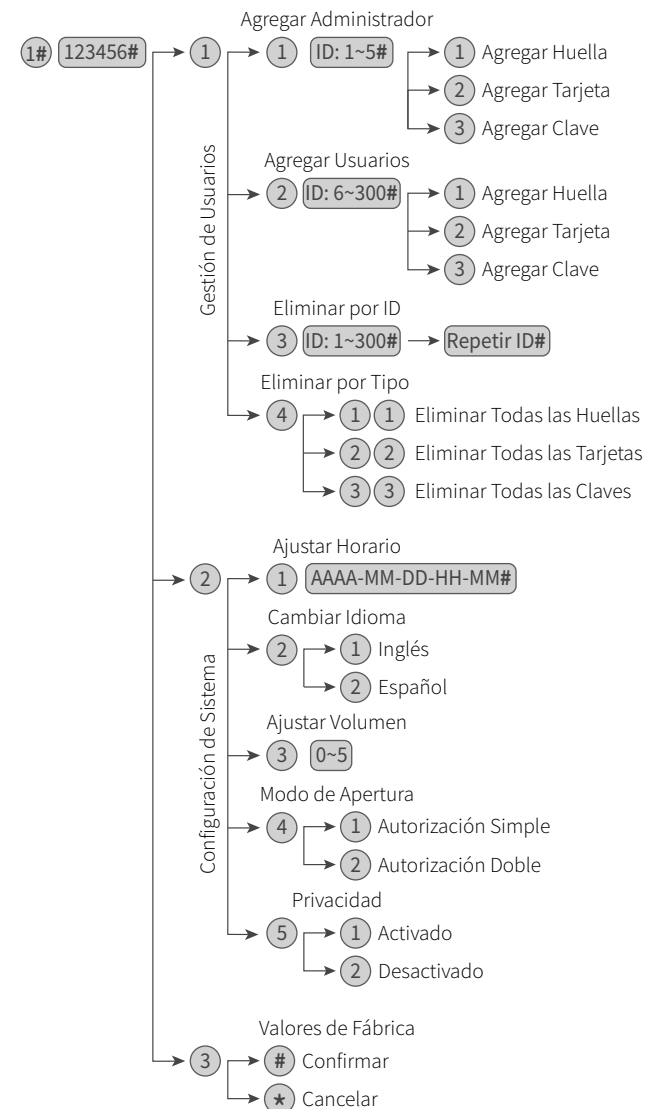 Agregar Administrador
1# 123456# 1 1 ID: 1~5# 1 Agregar Huella
2 Agregar Tarjeta
3 Agregar Clave
Gestión de Usuarios
Agregar Usuarios
2 ID: 6~300# 1 Agregar Huella
2 Agregar Tarjeta
3 Agregar Clave
Eliminar por ID
3 ID: 1~300# Repetir ID#
Eliminar por Tipo
4 1 1 Eliminar Todas las Huellas
2 2 Eliminar Todas las Tarjetas
3 3 Eliminar Todas las Claves
Ajustar Horario
2 1 AAAA-MM-DD-HH-MM#
Configuración de Sistema
Cambiar Idioma
2 1 Inglés
2 Español
Ajustar Volumen
3 0~5
Modo de Apertura
4 1 Autorización Simple
2 Autorización Doble
Privacidad
5 1 Activado
2 Desactivado
Valores de Fábrica
3 # Confirmar
* Cancelar